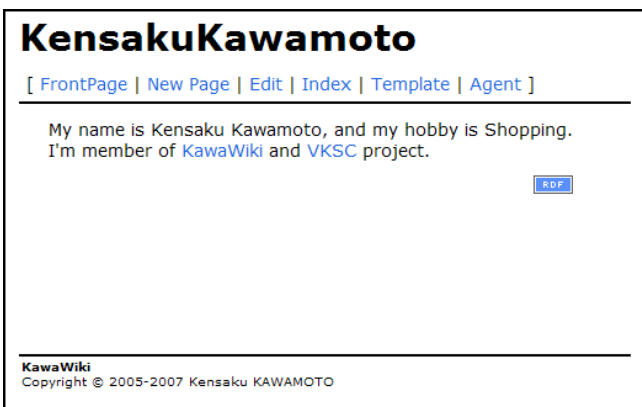 KensakuKawamoto
[ FrontPage | New Page | Edit | Index | Template | Agent ]
My name is Kensaku Kawamoto, and my hobby is Shopping.
I'm member of KawaWiki and VKSC project.
RDF
KawaWiki
Copyright © 2005-2007 Kensaku KAWAMOTO